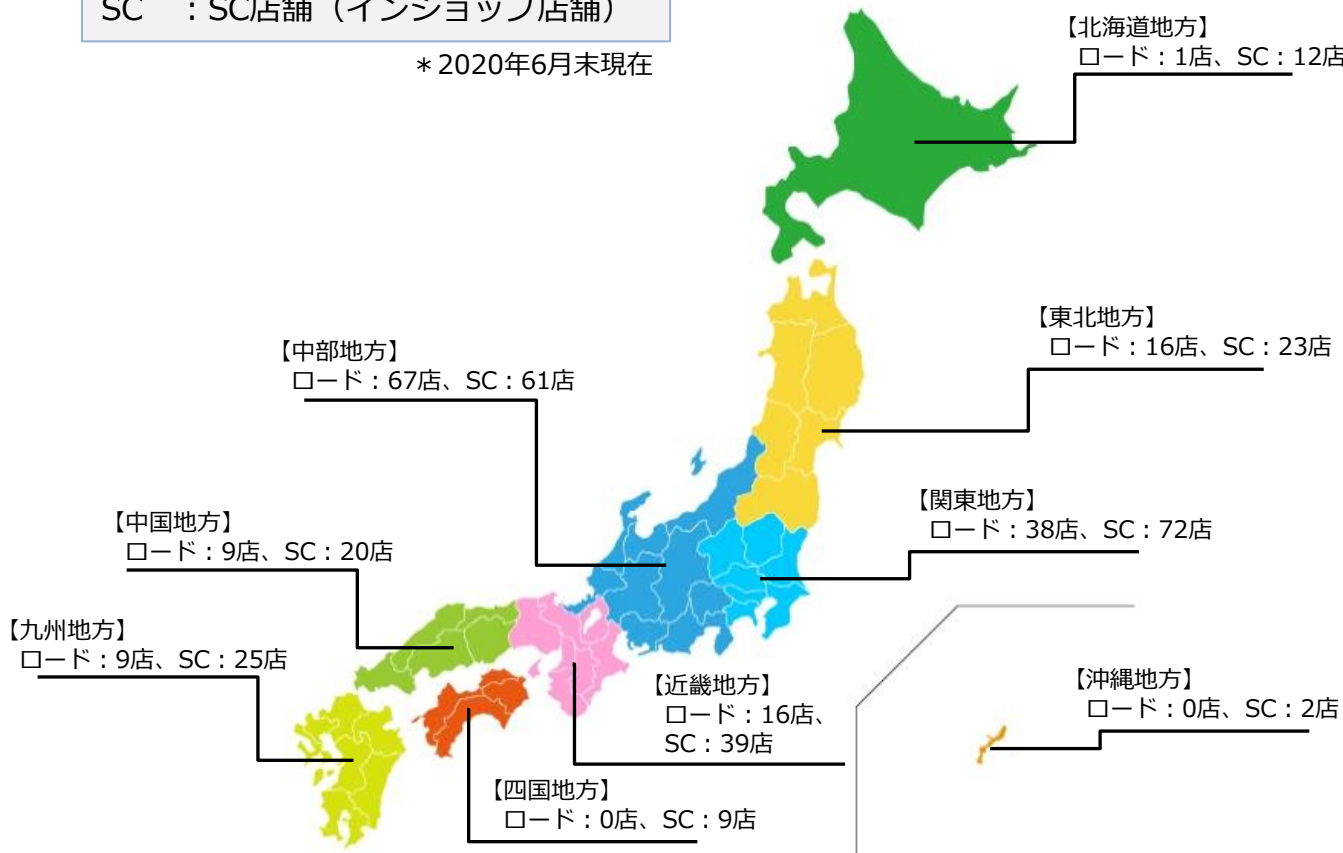 SC ：SC店舗（インショップ店舗）
＊2020年6月末現在
【北海道地方】
ロード：1店、SC：12店
【東北地方】
ロード：16店、SC：23店
【中部地方】
ロード：67店、SC：61店
【関東地方】
ロード：38店、SC：72店
【中国地方】
ロード：9店、SC：20店
【九州地方】
ロード：9店、SC：25店
【近畿地方】
ロード：16店、
SC：39店
【沖縄地方】
ロード：0店、SC：2店
【四国地方】
ロード：0店、SC：9店